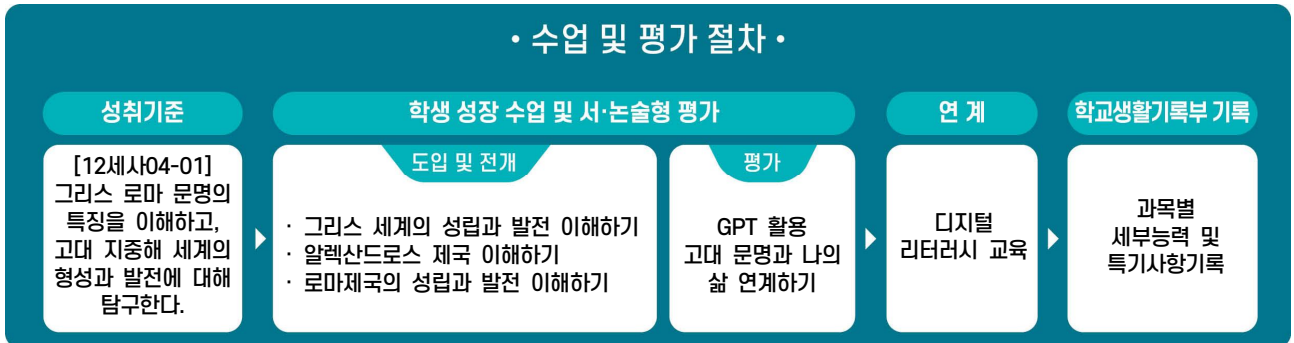 • 수업 및 평가 절차 •
성취기준
[12세사04-01]
그리스 로마 문명의
특징을 이해하고,
고대 지중해 세계의
형성과 발전에 대해
탐구한다.
학생 성장 수업 및 서·논술형 평가
도입 및 전개
· 그리스 세계의 성립과 발전 이해하기
· 알렉산드로스 제국 이해하기
· 로마제국의 성립과 발전 이해하기
평가
GPT 활용
고대 문명과 나의
삶 연계하기
연 계
디지털
리터러시 교육
학교생활기록부 기록
과목별
세부능력 및
특기사항기록